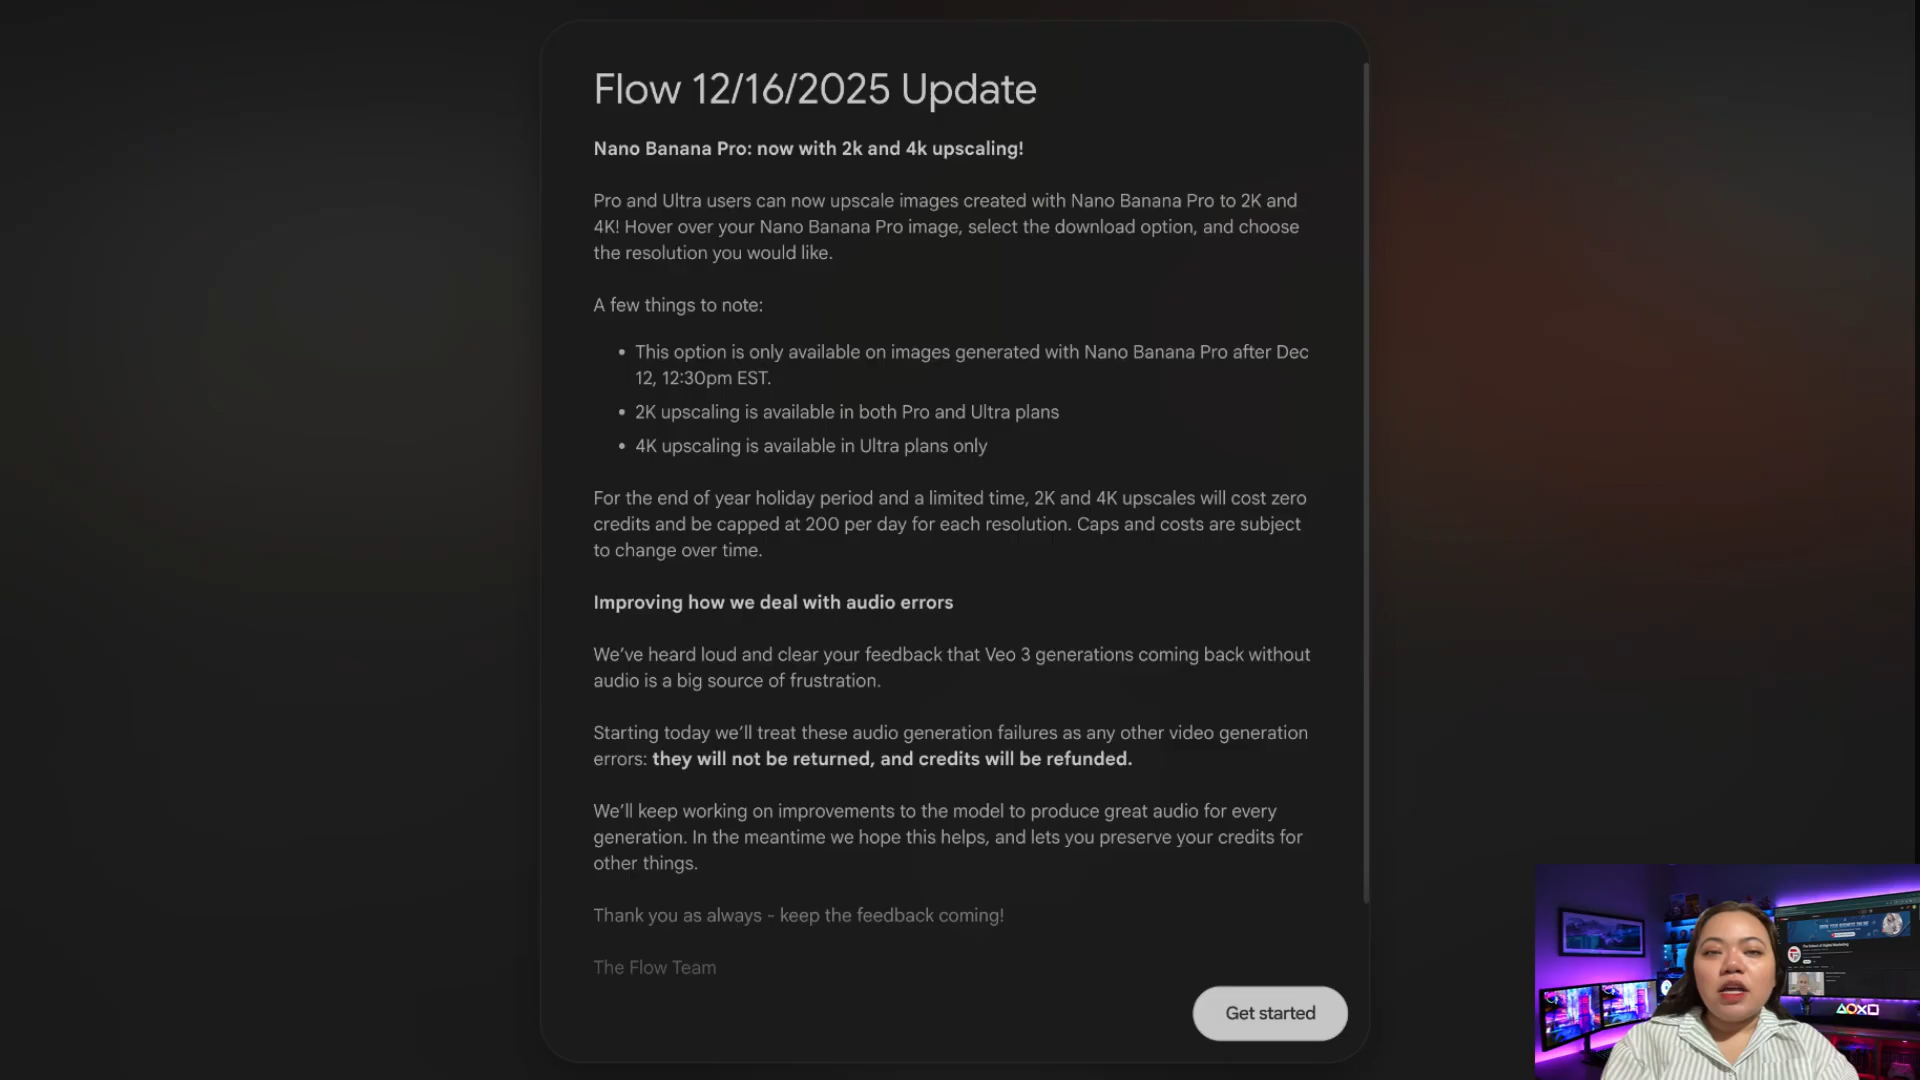 Flow 12/16/2025 Update
Nano Banana Pro: now with 2k and 4k upscaling!
Pro and Ultra users can now upscale images created with Nano Banana Pro to 2K and
4K! Hover over your Nano Banana Pro image, select the download option, and choose
the resolution you would like.
A few things to note:
• This option is only available on images generated with Nano Banana Pro after Dec
12, 12:30pm EST.
• 2K upscaling is available in both Pro and Ultra plans
• 4K upscaling is available in Ultra plans only
For the end of year holiday period and a limited time, 2K and 4K upscales will cost zero
credits and be capped at 200 per day for each resolution. Caps and costs are subject
to change over time.
Improving how we deal with audio errors
We’ve heard loud and clear your feedback that Veo 3 generations coming back without
audio is a big source of frustration.
Starting today we’ll treat these audio generation failures as any other video generation
errors: they will not be returned, and credits will be refunded.
We’ll keep working on improvements to the model to produce great audio for every
generation. In the meantime we hope this helps, and lets you preserve your credits for
other things.
Thank you as always - keep the feedback coming!
The Flow Team
Get started